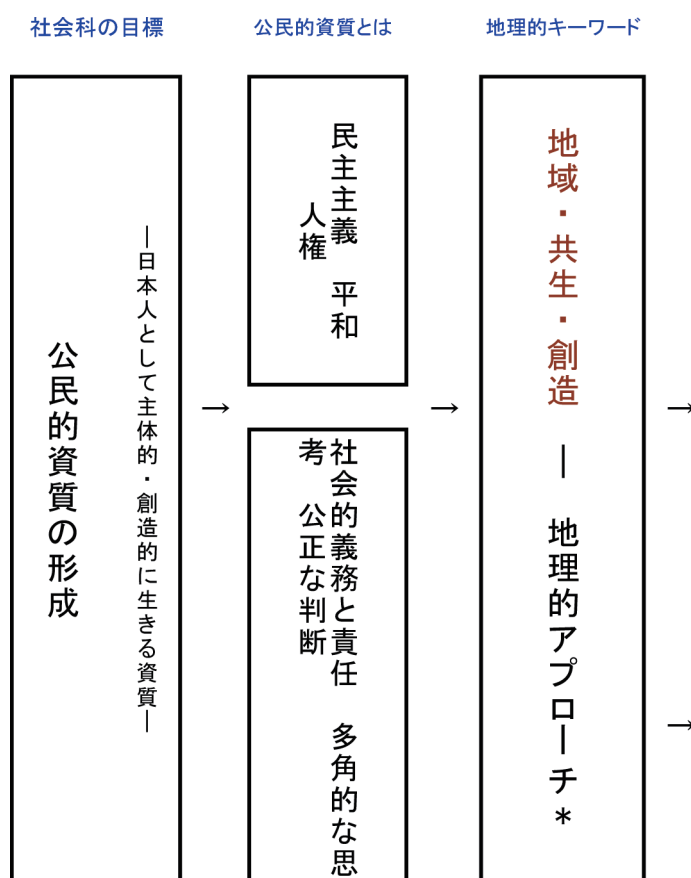 社会科の目標
公民的資質とは
地理的キーワード
―日本人として主体的・創造的に生きる資質―
公民的資質の形成
→
民主主義　平和
人権
社会的義務と責任　多角的な思
考　公正な判断
→
地域・共生・創造　―　地理的アプローチ*
→
→